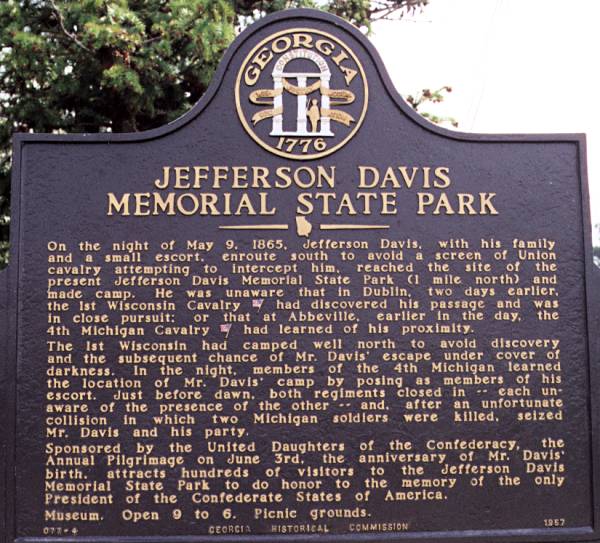 GEORGIA
CONSTITUTION
1776
JEFFERSON DAVIS
MEMORIAL STATE PARK
On the night of May 9, 1865, Jefferson Davis, with his family
and a small escort, enroute south to avoid a screen of Union
cavalry attempting to intercept him, reached the site of the
present Jefferson Davis Memorial State Park (1 mile north) and
made camp. He was unaware that in Dublin, two days earlier,
the 1st Wisconsin Cavalry had discovered his passage and was
in close pursuit; or that at Abbeville, earlier in the day, the
4th Michigan Cavalry had learned of his proximity.
The 1st Wisconsin had camped well north to avoid discovery
and the subsequent chance of Mr. Davis' escape under cover of
darkness. In the night, members of the 4th Michigan learned
the location of Mr. Davis' camp by posing as members of his
escort. Just before dawn, both regiments closed in -- each un-
aware of the presence of the other -- and, after an unfortunate
collision in which two Michigan soldiers were killed, seized
Mr. Davis and his party.
Sponsored by the United Daughters of the Confederacy, the
Annual Pilgrimage on June 3rd, the anniversary of Mr. Davis'
birth, attracts hundreds of visitors to the Jefferson Davis
Memorial State Park to do honor to the memory of the only
President of the Confederate States of America.
Museum. Open 9 to 6. Picnic grounds.
077-4 GEORGIA HISTORICAL COMMISSION 1957